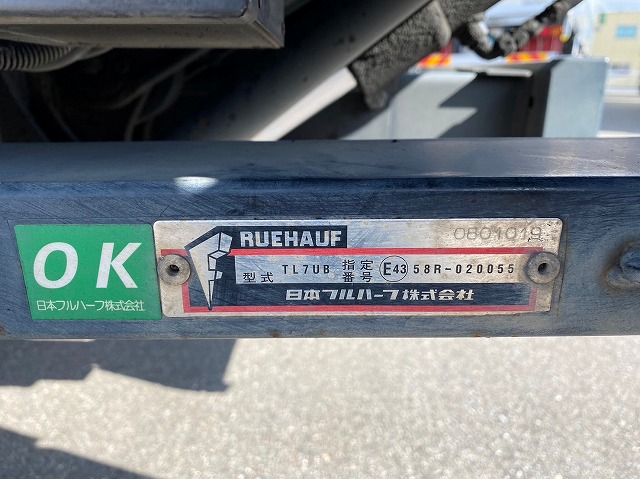 OK
日本フルハーフ株式会社
FRUEHAUF
0801019
型式 TL7UB 指定番号 E43 58R-020055
日本フルハーフ株式会社